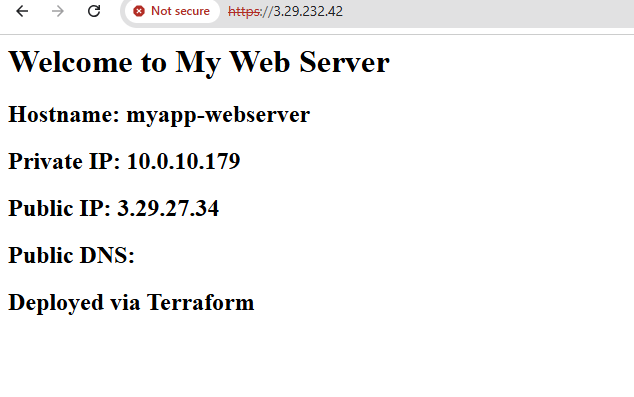 Not secure https://3.29.232.42
Welcome to My Web Server
Hostname: myapp-webserver
Private IP: 10.0.10.179
Public IP: 3.29.27.34
Public DNS:
Deployed via Terraform